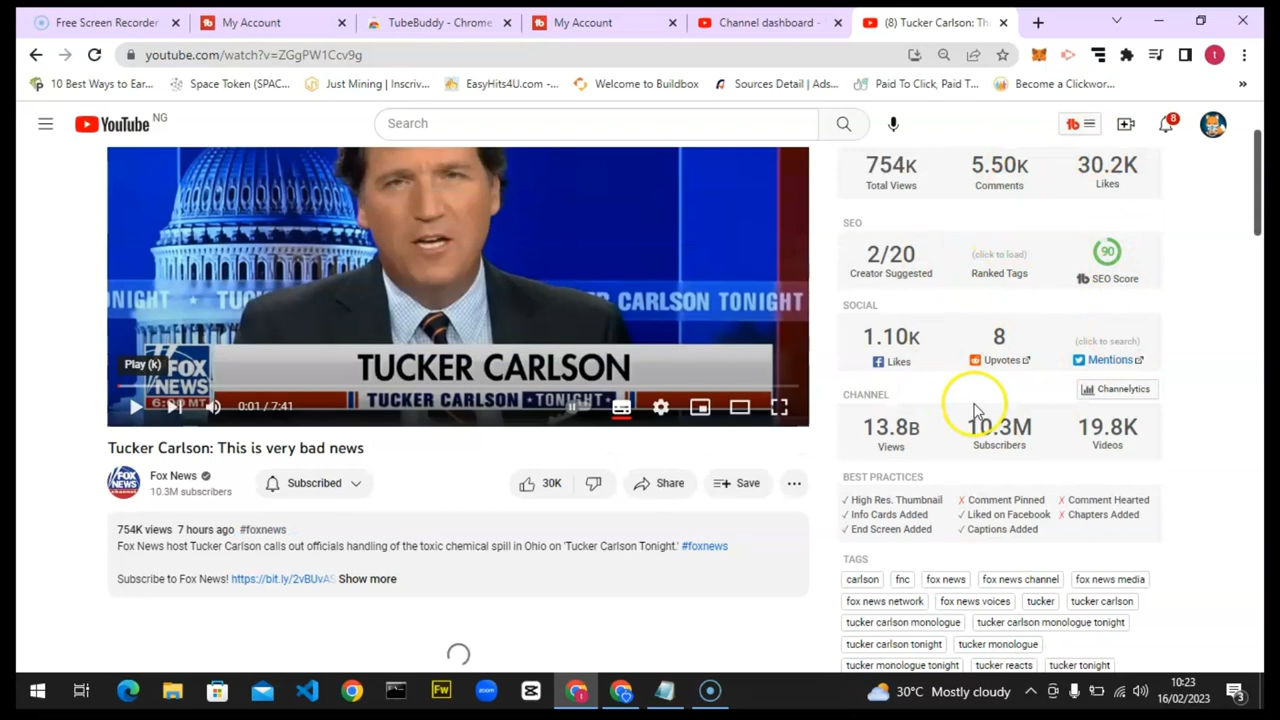 Free Screen Recorder
My Account
TubeBuddy - Chrome
My Account
Channel dashboard -
(8) Tucker Carlson: Th
youtube.com/watch?v=ZGgPW1Ccv9g
t
10 Best Ways to Ear...
Space Token (SPAC...
Just Mining | Inscriv...
EasyHits4U.com -...
Welcome to Buildbox
Sources Detail | Ads...
Paid To Click, Paid T...
Become a Clickwor...
»
YouTube NG
Search
tb
8
754K
Total Views
5.50K
Comments
30.2K
Likes
SEO
2/20
Creator Suggested
(click to load)
Ranked Tags
90
tb SEO Score
SOCIAL
1.10K
Likes
8
Upvotes
(click to search)
Mentions
CHANNEL
Channelytics
13.8B
Views
10.3M
Subscribers
19.8K
Videos
BEST PRACTICES
✓ High Res. Thumbnail
✗ Comment Pinned
✗ Comment Hearted
✓ Info Cards Added
✓ Liked on Facebook
✗ Chapters Added
✓ End Screen Added
✓ Captions Added
TAGS
carlson
fnc
fox news
fox news channel
fox news media
fox news network
fox news voices
tucker
tucker carlson
tucker carlson monologue
tucker carlson monologue tonight
tucker carlson tonight
tucker monologue
tucker monologue tonight
tucker reacts
tucker tonight
NIGHT ★ TUC
CARLSON TONIGHT
TUCKER CARLSON
FOX NEWS
TUCKER CARLSON TONIGHT
Play (k)
0:01 / 7:41
Tucker Carlson: This is very bad news
FOX NEWS channel
Fox News
10.3M subscribers
Subscribed
30K
Share
Save
754K views 7 hours ago #foxnews
Fox News host Tucker Carlson calls out officials handling of the toxic chemical spill in Ohio on 'Tucker Carlson Tonight.' #foxnews
Subscribe to Fox News! https://bit.ly/2vBUvAS Show more
Fw
zoom
30°C Mostly cloudy
10:23
16/02/2023
3